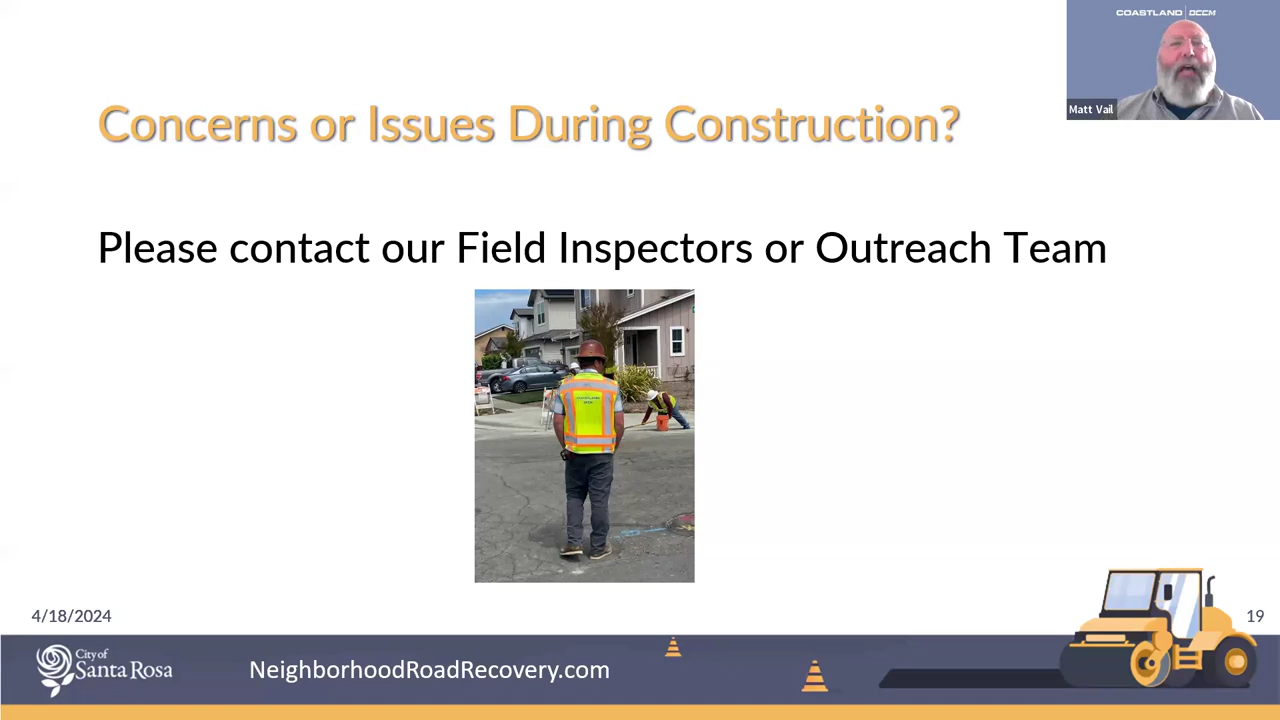 COASTLAND DCCM
Matt Vail
Concerns or Issues During Construction?
Please contact our Field Inspectors or Outreach Team
4/18/2024
19
City of
Santa Rosa
NeighborhoodRoadRecovery.com